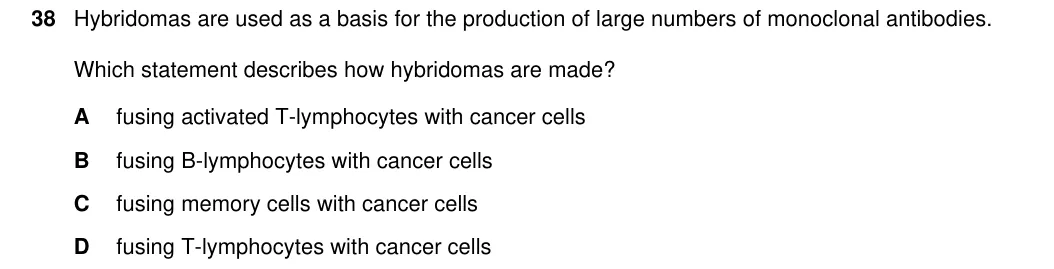 38 Hybridomas are used as a basis for the production of large numbers of monoclonal antibodies.
Which statement describes how hybridomas are made?
A fusing activated T-lymphocytes with cancer cells
B fusing B-lymphocytes with cancer cells
C fusing memory cells with cancer cells
D fusing T-lymphocytes with cancer cells